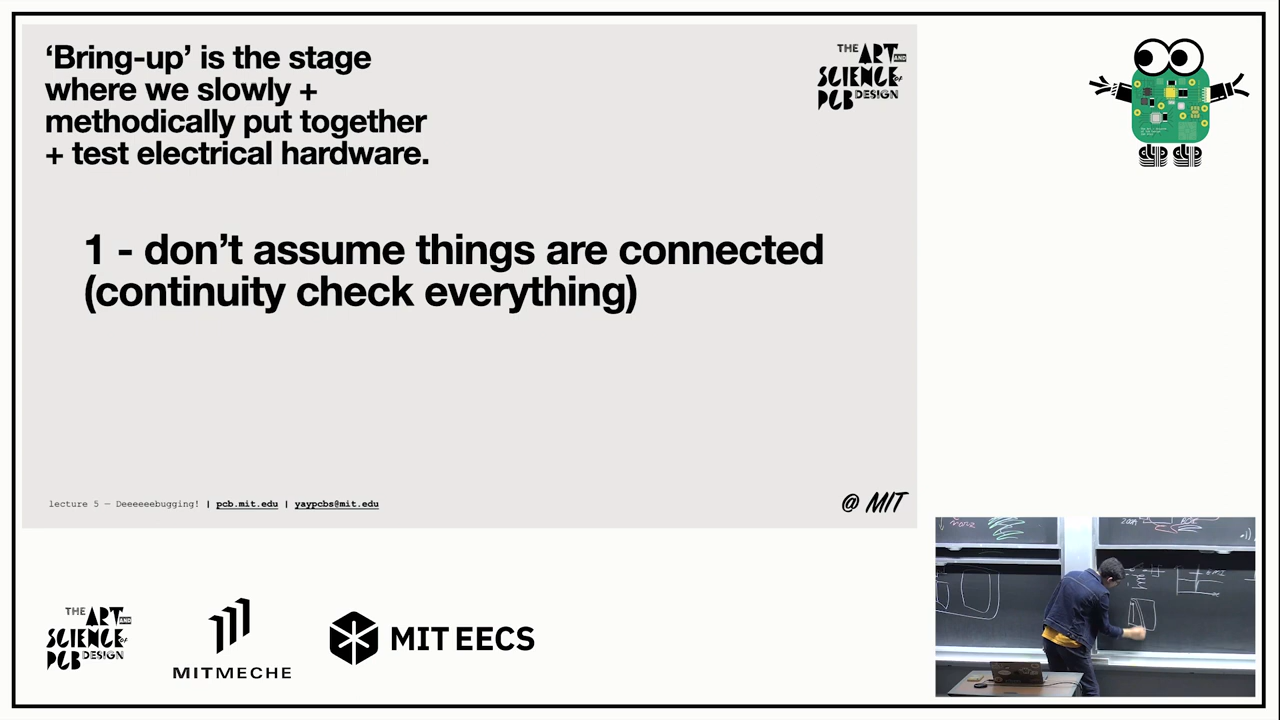 ‘Bring-up’ is the stage
where we slowly +
methodically put together
+ test electrical hardware.
THE ART AND
SCIENCE of
PCB DESIGN
1 - don’t assume things are connected
(continuity check everything)
lecture 5 — Deeeeeebugging! | pcb.mit.edu | yaypcbs@mit.edu
@ MIT
THE ART AND
SCIENCE of
PCB DESIGN
MITMECHE
MIT EECS